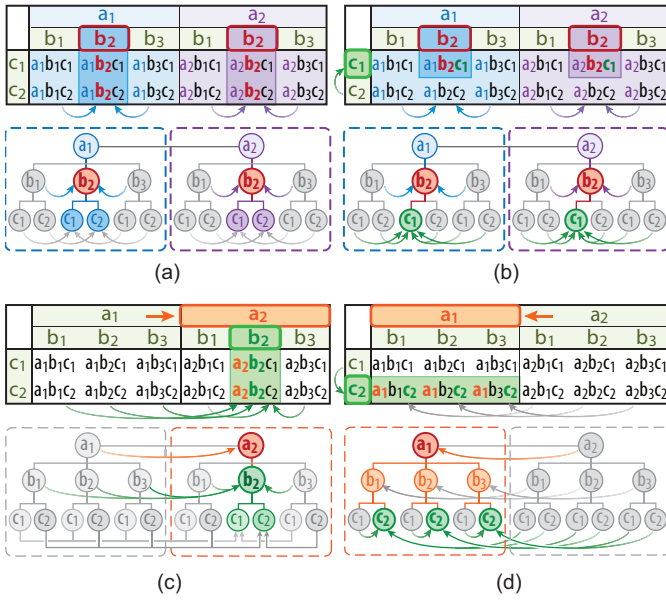 a1 a2
b1 b2 b3 b1 b2 b3
c1 a1b1c1 a1b2c1 a1b3c1 a2b1c1 a2b2c1 a2b3c1
c2 a1b1c2 a1b2c2 a1b3c2 a2b1c2 a2b2c2 a2b3c2
a1 a2
b1 b2 b3 b1 b2 b3
c1 c2 c1 c2 c1 c2 c1 c2 c1 c2 c1 c2
(a)
a1 a2
b1 b2 b3 b1 b2 b3
c1 a1b1c1 a1b2c1 a1b3c1 a2b1c1 a2b2c1 a2b3c1
c2 a1b1c2 a1b2c2 a1b3c2 a2b1c2 a2b2c2 a2b3c2
a1 a2
b1 b2 b3 b1 b2 b3
c1 c2 c1 c2 c1 c2 c1 c2 c1 c2 c1 c2
(b)
a1 a2
b1 b2 b3 b1 b2 b3
c1 a1b1c1 a1b2c1 a1b3c1 a2b1c1 a2b2c1 a2b3c1
c2 a1b1c2 a1b2c2 a1b3c2 a2b1c2 a2b2c2 a2b3c2
a1 a2
b1 b2 b3 b1 b2 b3
c1 c2 c1 c2 c1 c2 c1 c2 c1 c2 c1 c2
(c)
a1 a2
b1 b2 b3 b1 b2 b3
c1 a1b1c1 a1b2c1 a1b3c1 a2b1c1 a2b2c1 a2b3c1
c2 a1b1c2 a1b2c2 a1b3c2 a2b1c2 a2b2c2 a2b3c2
a1 a2
b1 b2 b3 b1 b2 b3
c1 c2 c1 c2 c1 c2 c1 c2 c1 c2 c1 c2
(d)